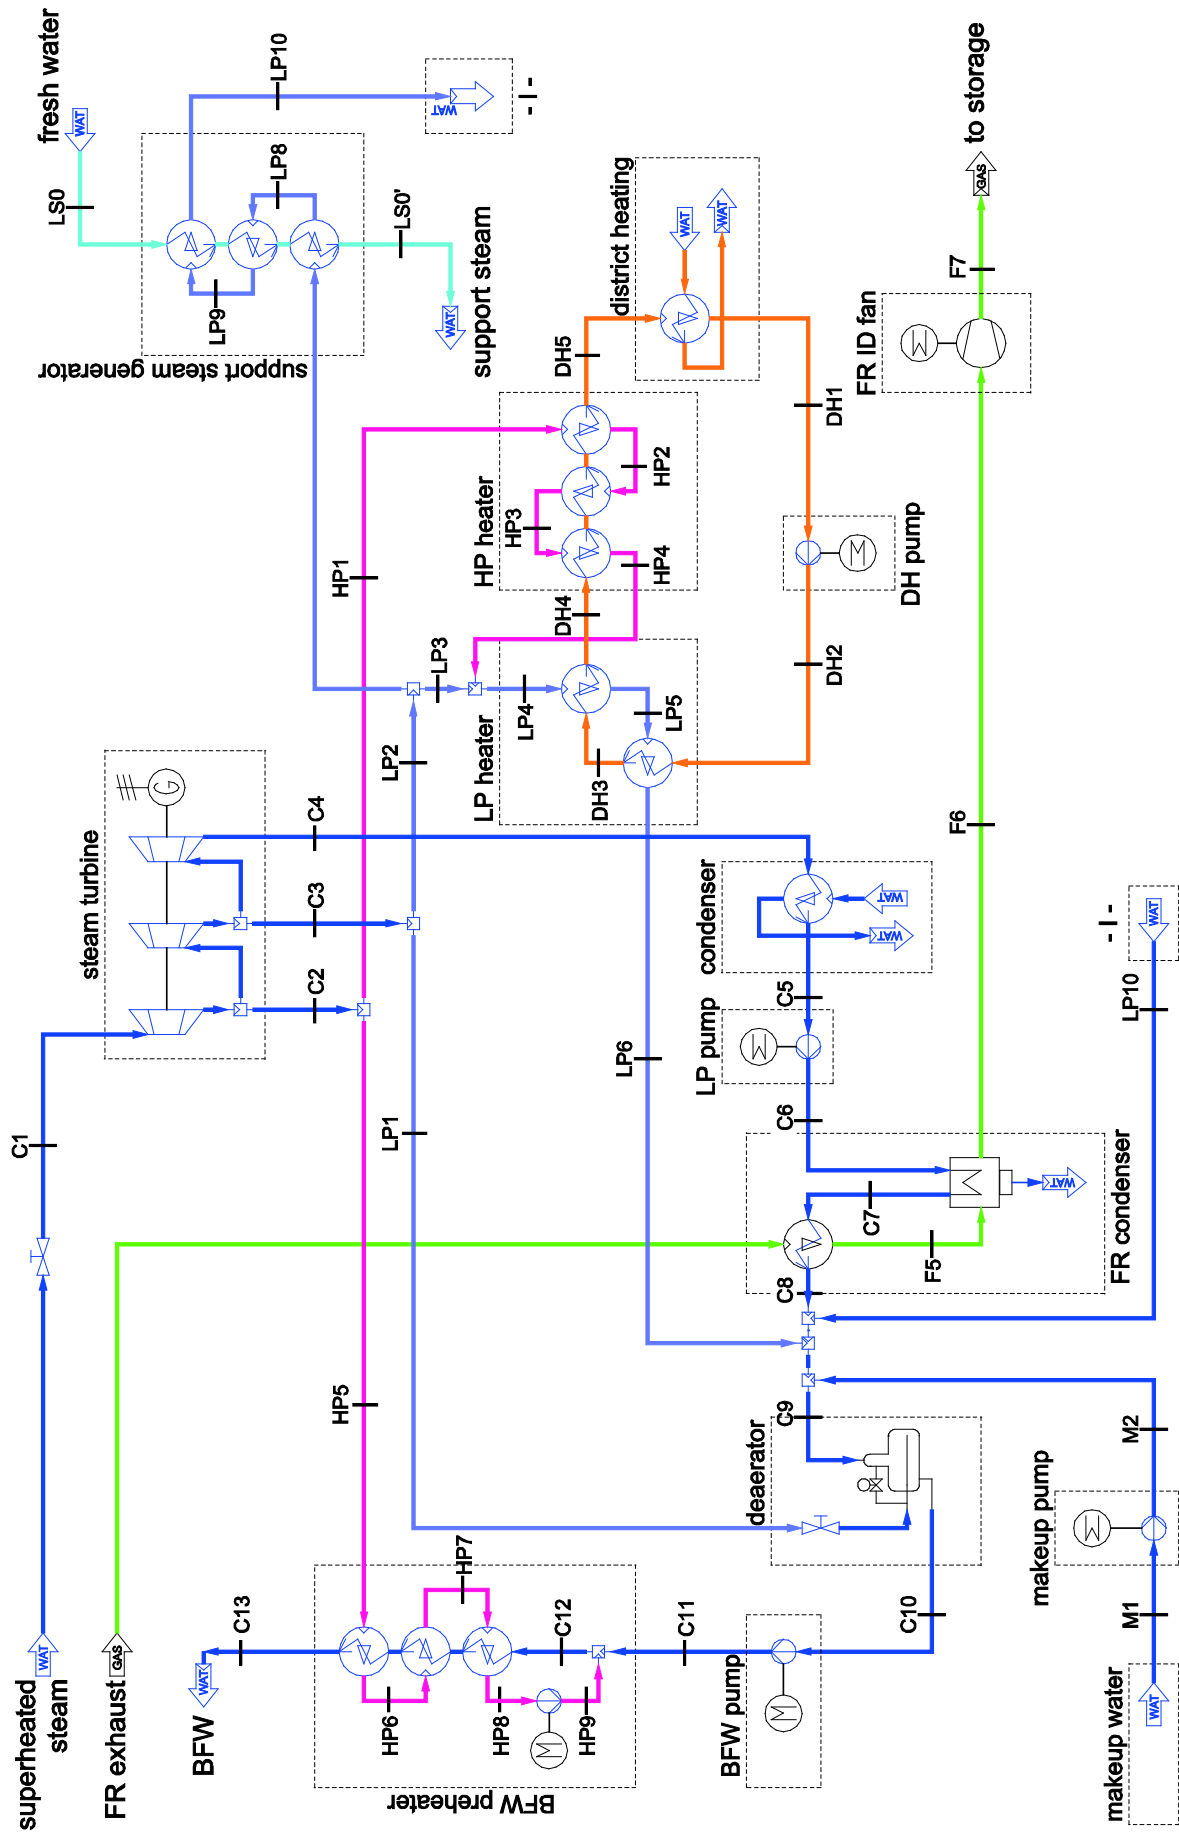 superheated
steam
WAT
C1
FR exhaust
GAS
BFW
WAT
C13
BFW preheater
HP5
HP6
HP7
HP8
HP9
M
C12
C11
BFW pump
M
C10
deaerator
C9
makeup water
WAT
M1
makeup pump
M
M2
steam turbine
G
C2
C3
C4
LP1
LP2
LP3
LP6
HP1
LP heater
LP4
LP5
DH3
DH4
HP heater
HP2
HP3
HP4
DH5
district heating
WAT
WAT
DH1
DH pump
M
DH2
support steam generator
LP8
LP9
fresh water
WAT
LS0
LP10
WAT
- I -
LS0'
WAT
support steam
condenser
WAT
WAT
C5
LP pump
M
C6
FR condenser
C7
C8
F5
WAT
F6
FR ID fan
M
F7
GAS
to storage
- I -
WAT
LP10